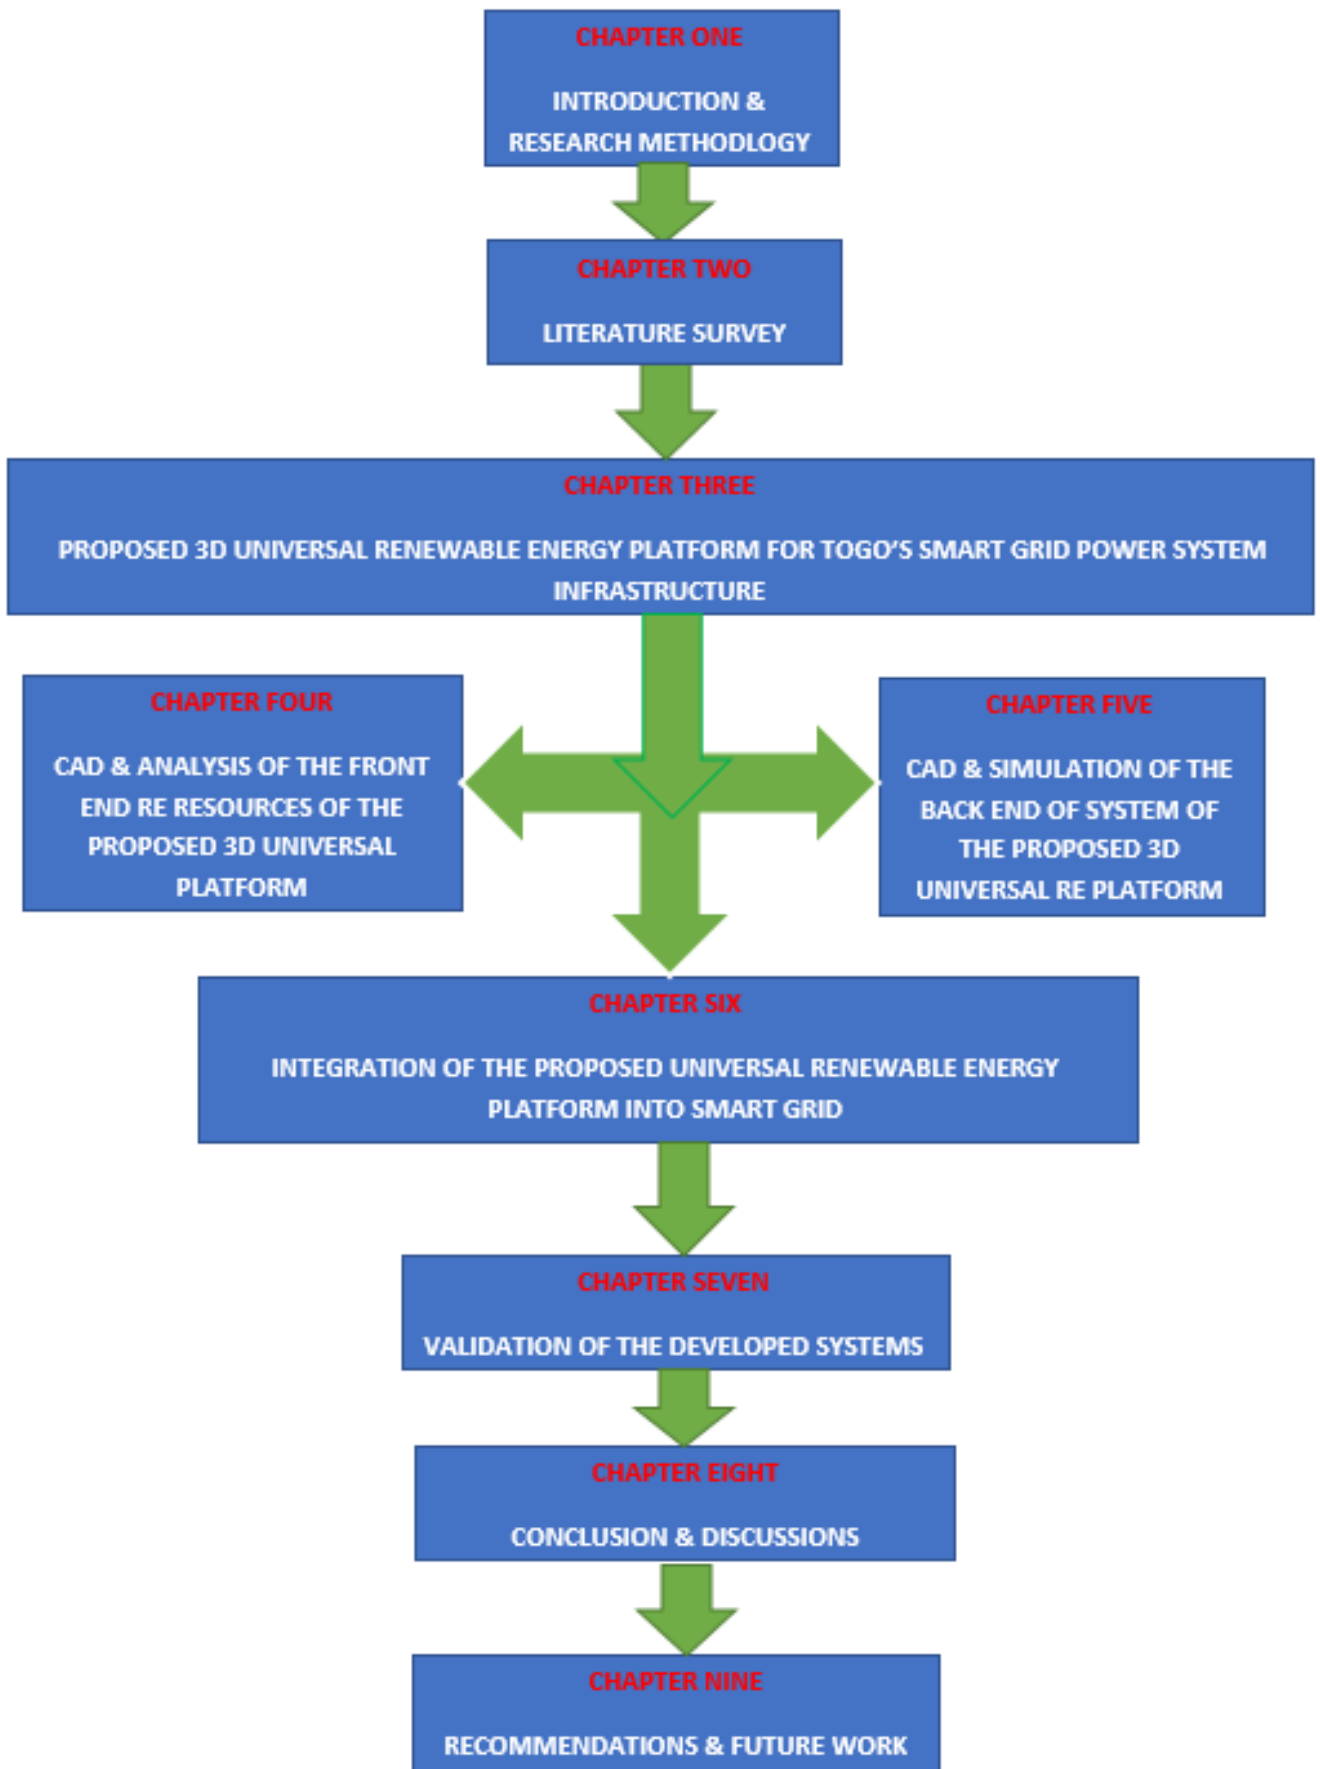 CHAPTER ONE
INTRODUCTION &
RESEARCH METHODLOGY
CHAPTER TWO
LITERATURE SURVEY
CHAPTER THREE
PROPOSED 3D UNIVERSAL RENEWABLE ENERGY PLATFORM FOR TOGO'S SMART GRID POWER SYSTEM
INFRASTRUCTURE
CHAPTER FOUR
CAD & ANALYSIS OF THE FRONT
END RE RESOURCES OF THE
PROPOSED 3D UNIVERSAL
PLATFORM
CHAPTER FIVE
CAD & SIMULATION OF THE
BACK END OF SYSTEM OF
THE PROPOSED 3D
UNIVERSAL RE PLATFORM
CHAPTER SIX
INTEGRATION OF THE PROPOSED UNIVERSAL RENEWABLE ENERGY
PLATFORM INTO SMART GRID
CHAPTER SEVEN
VALIDATION OF THE DEVELOPED SYSTEMS
CHAPTER EIGHT
CONCLUSION & DISCUSSIONS
CHAPTER NINE
RECOMMENDATIONS & FUTURE WORK